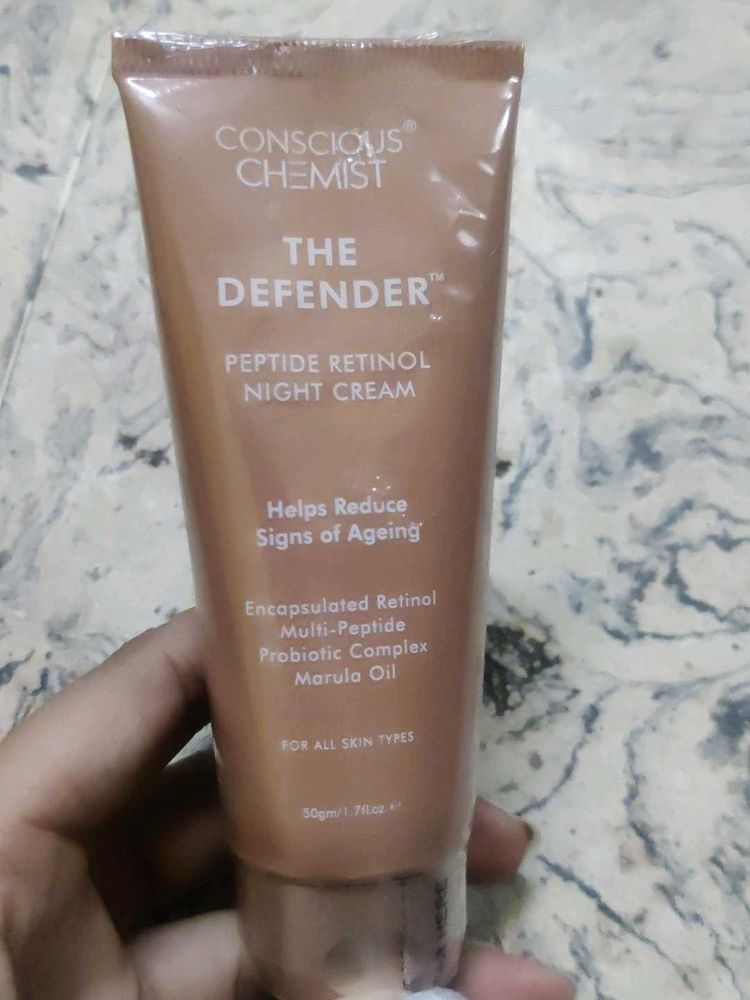 CONSCIOUS®
CHEMIST
THE
DEFENDER™
PEPTIDE RETINOL
NIGHT CREAM
Helps Reduce
Signs of Ageing
Encapsulated Retinol
Multi-Peptide
Probiotic Complex
Marula Oil
FOR ALL SKIN TYPES
50gm/1.7fl.oz.